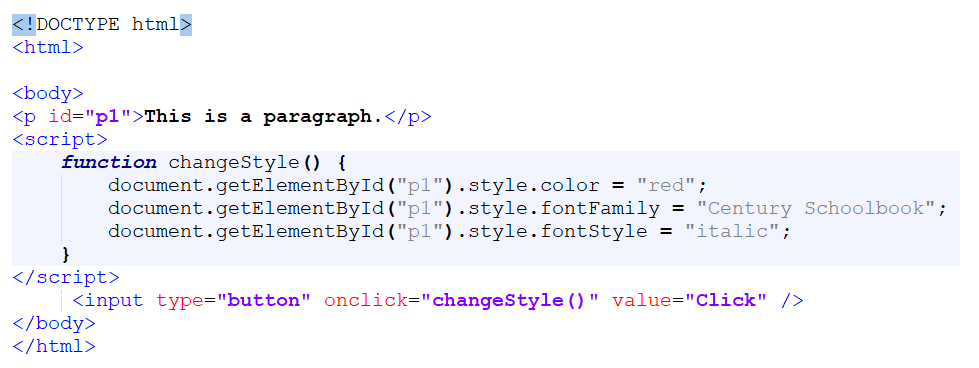 <!DOCTYPE html>
<html>
<body>
<p id="p1">This is a paragraph.</p>
<script>
function changeStyle() {
document.getElementById("p1").style.color = "red";
document.getElementById("p1").style.fontFamily = "Century Schoolbook";
document.getElementById("p1").style.fontStyle = "italic";
}
</script>
<input type="button" onclick="changeStyle()" value="Click" />
</body>
</html>